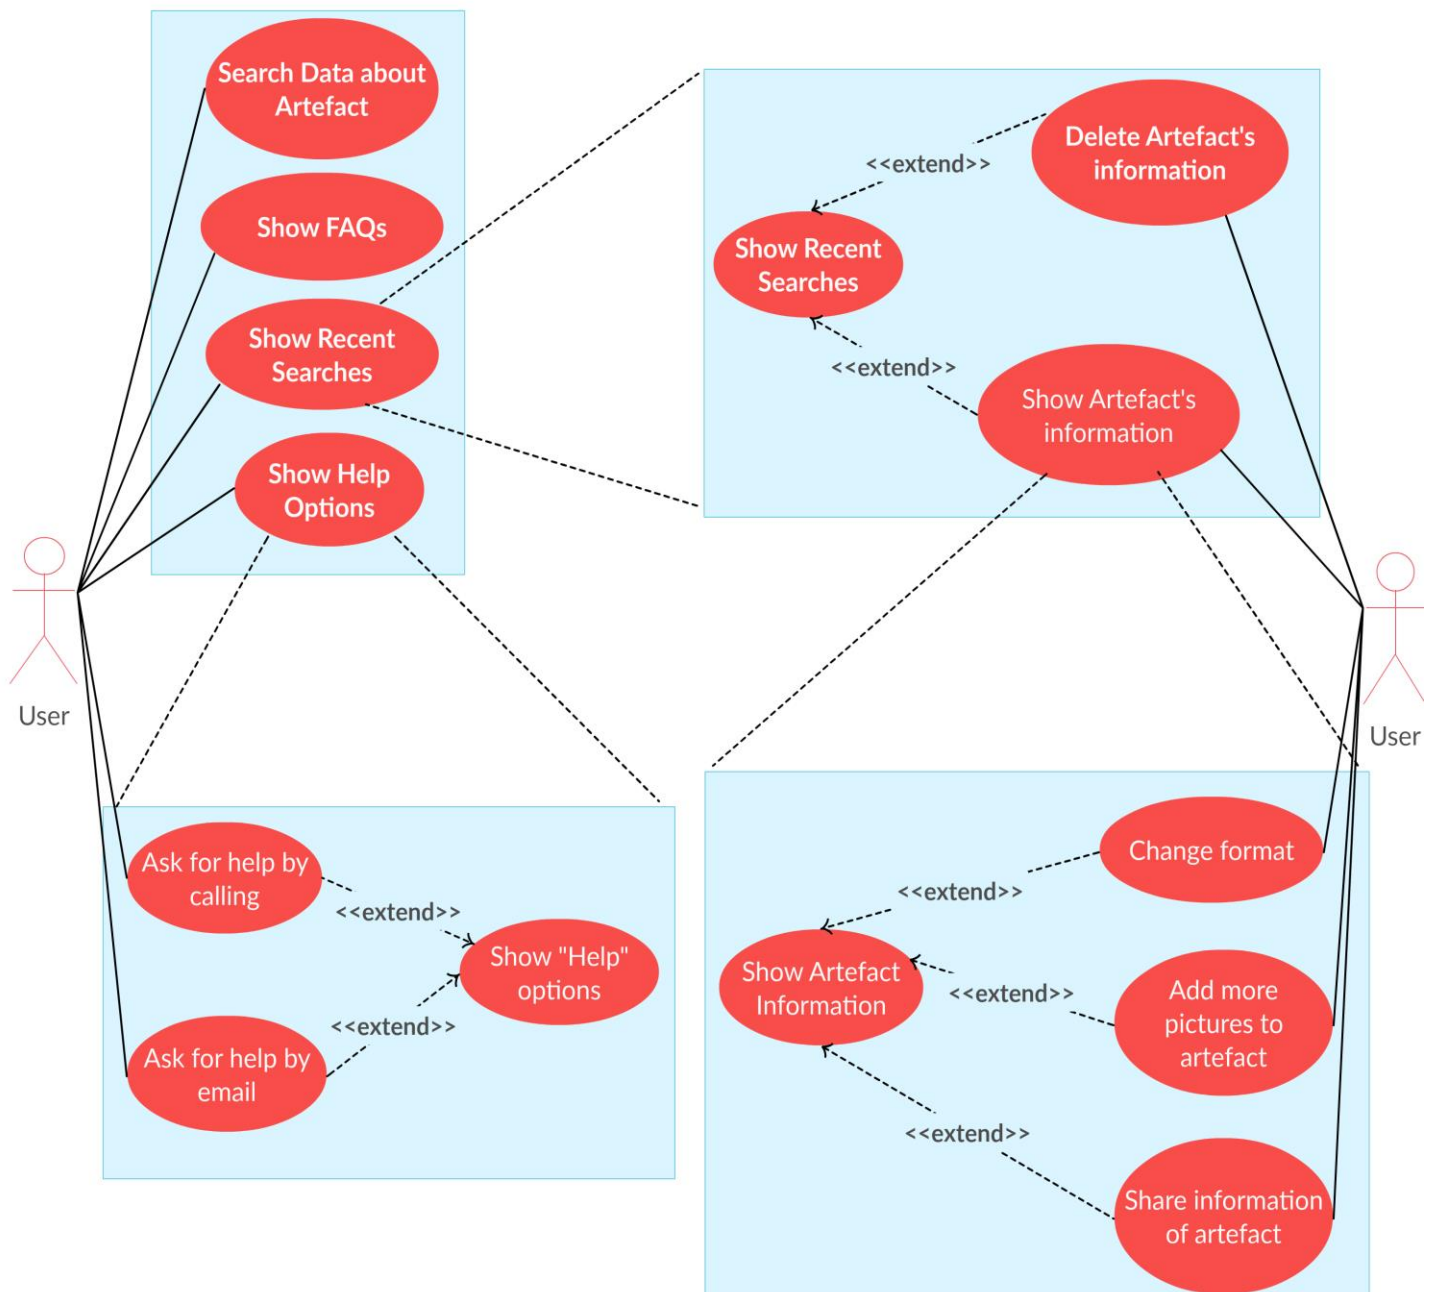 Search Data about
Artefact
Show FAQs
Show Recent
Searches
Show Help
Options
User
Delete Artefact's
information
<<extend>>
Show Recent
Searches
<<extend>>
Show Artefact's
information
User
Ask for help by
calling
<<extend>>
Show "Help"
options
<<extend>>
Ask for help by
email
Change format
<<extend>>
Show Artefact
Information
<<extend>>
Add more
pictures to
artefact
<<extend>>
Share information
of artefact